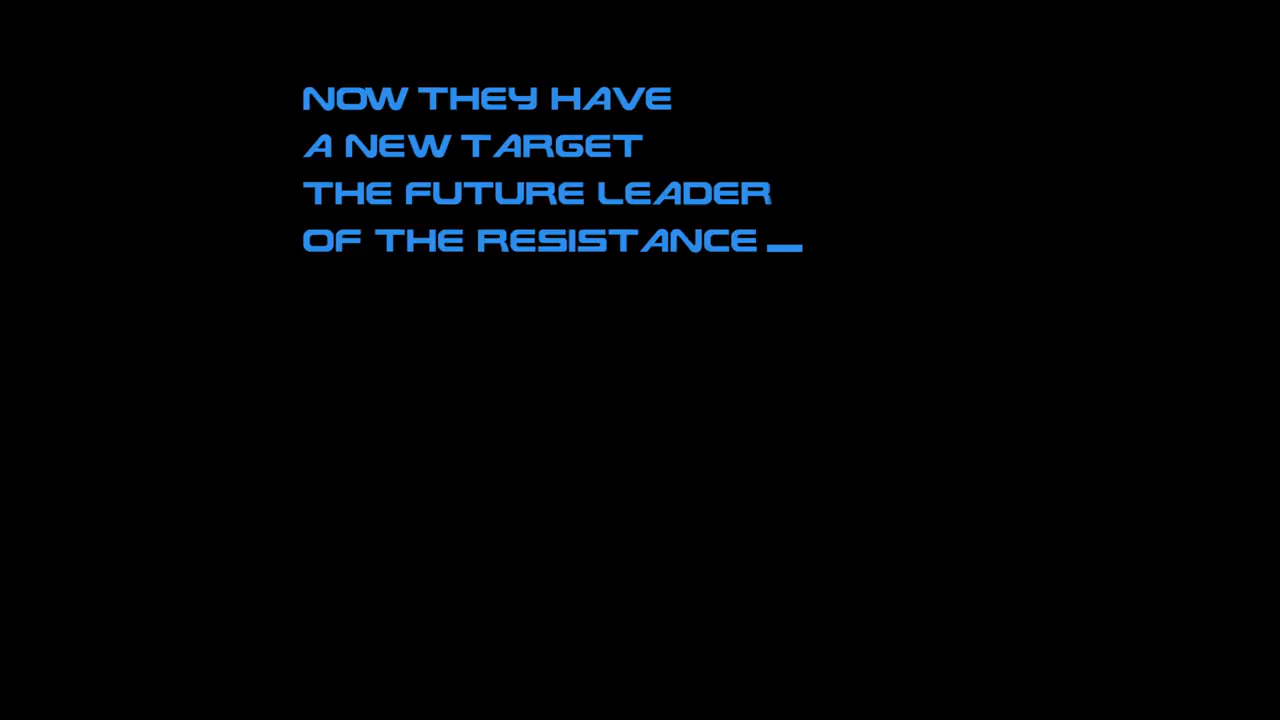 NOW THEY HAVE
A NEW TARGET
THE FUTURE LEADER
OF THE RESISTANCE _